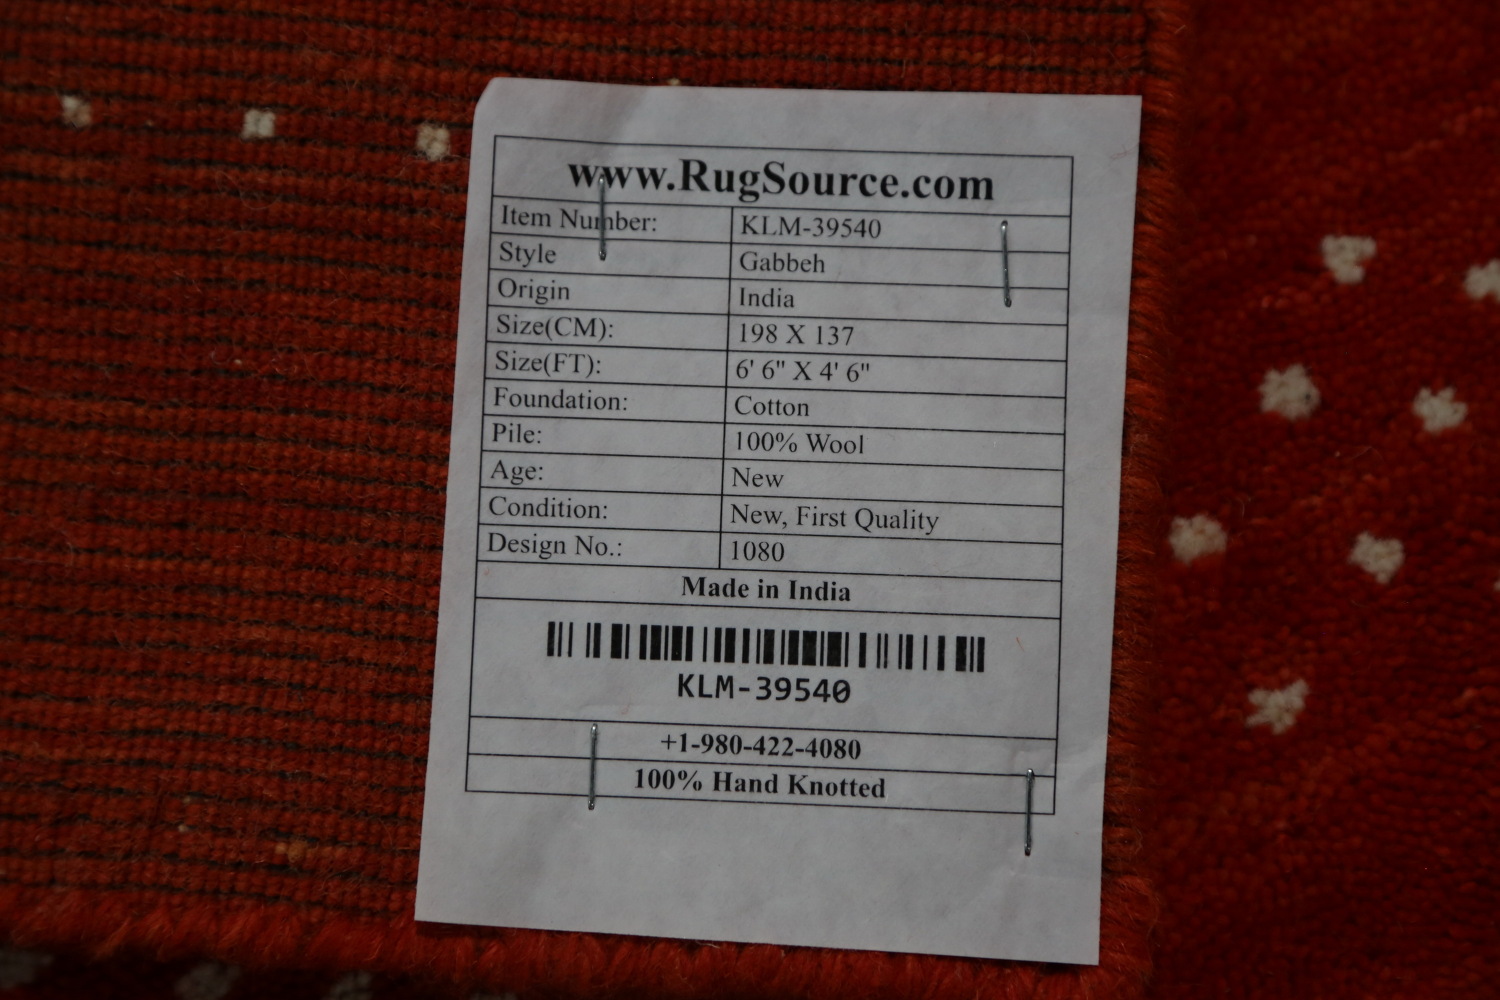 www.RugSource.com
Item Number: KLM-39540
Style Gabbeh
Origin India
Size(CM): 198 X 137
Size(FT): 6' 6" X 4' 6"
Foundation: Cotton
Pile: 100% Wool
Age: New
Condition: New, First Quality
Design No.: 1080
Made in India
KLM-39540
+1-980-422-4080
100% Hand Knotted